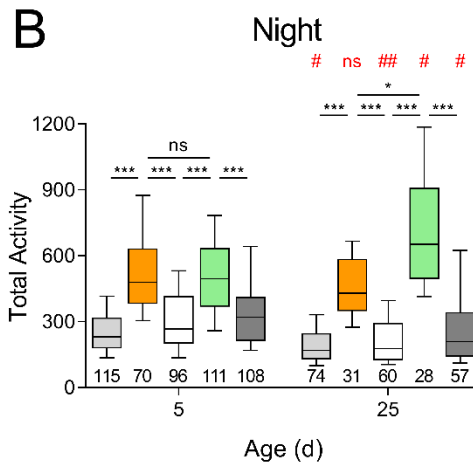 B
Night
# ns ## # #
*
*** *** *** ***
ns
*** *** *** ***
1200
900
600
300
0
Total Activity
115 70 96 111 108 74 31 60 28 57
5 25
Age (d)